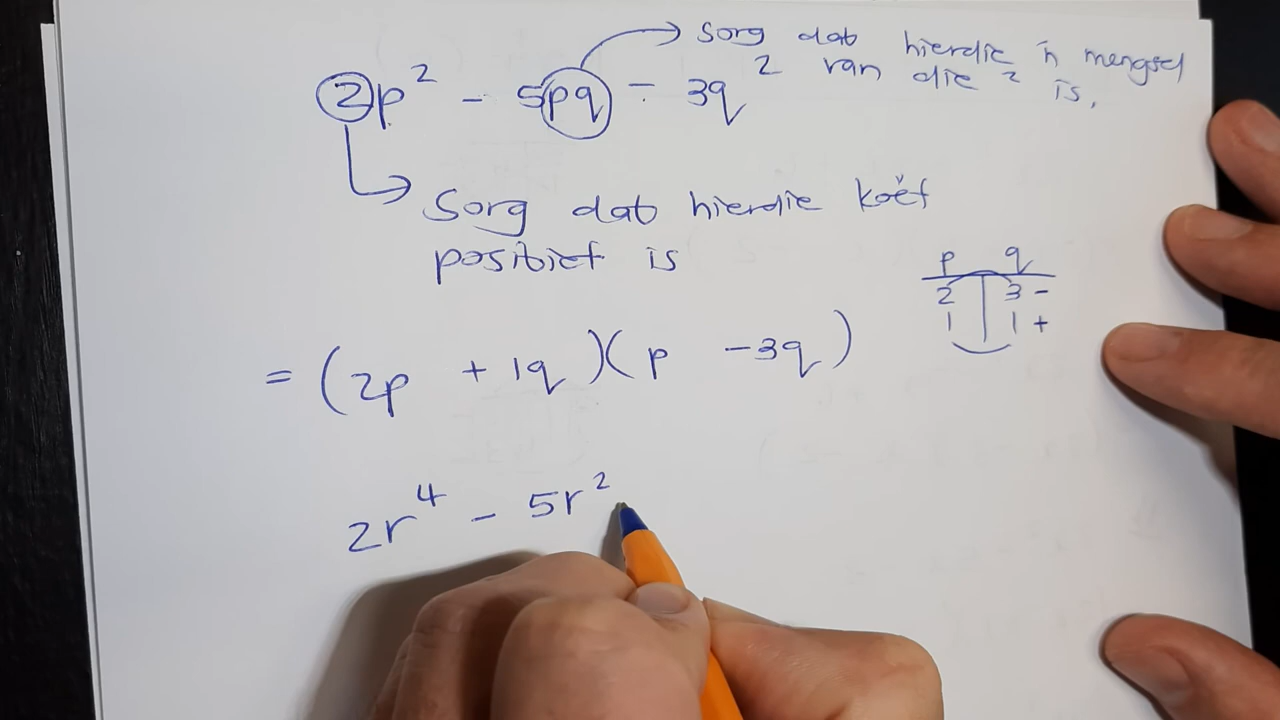 2p² - 5pq - 3q²
sorg dat hierdie 'n mengsel
van die 2 is.
Sorg dat hierdie koëf
positief is
p q
2 3 -
1 1 +
= (2p + 1q)(p - 3q)
2r⁴ - 5r²